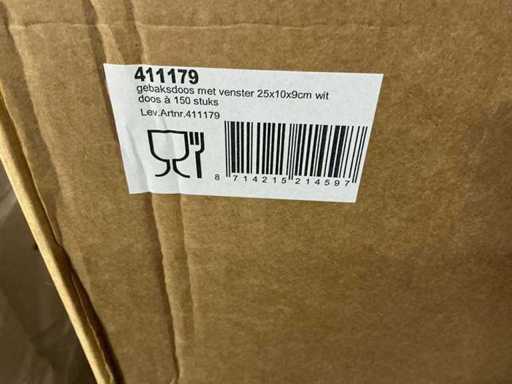 411179
gebaksdoos met venster 25x10x9cm wit
doos à 150 stuks
Lev.Artnr.411179
8 714215 214597